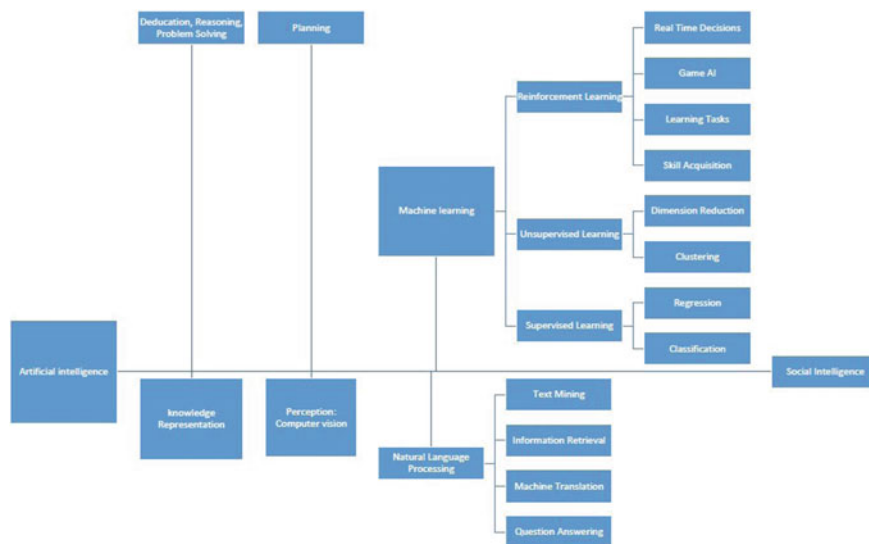 Deducation, Reasoning,
Problem Solving
Planning
Real Time Decisions
Reinforcement Learning
Game AI
Learning Tasks
Skill Acquisition
Machine learning
Dimension Reduction
Unsupervised Learning
Clustering
Regression
Supervised Learning
Classification
Artificial intelligence
Social Intelligence
knowledge
Representation
Perception:
Computer vision
Text Mining
Information Retrieval
Natural Language
Processing
Machine Translation
Question Answering